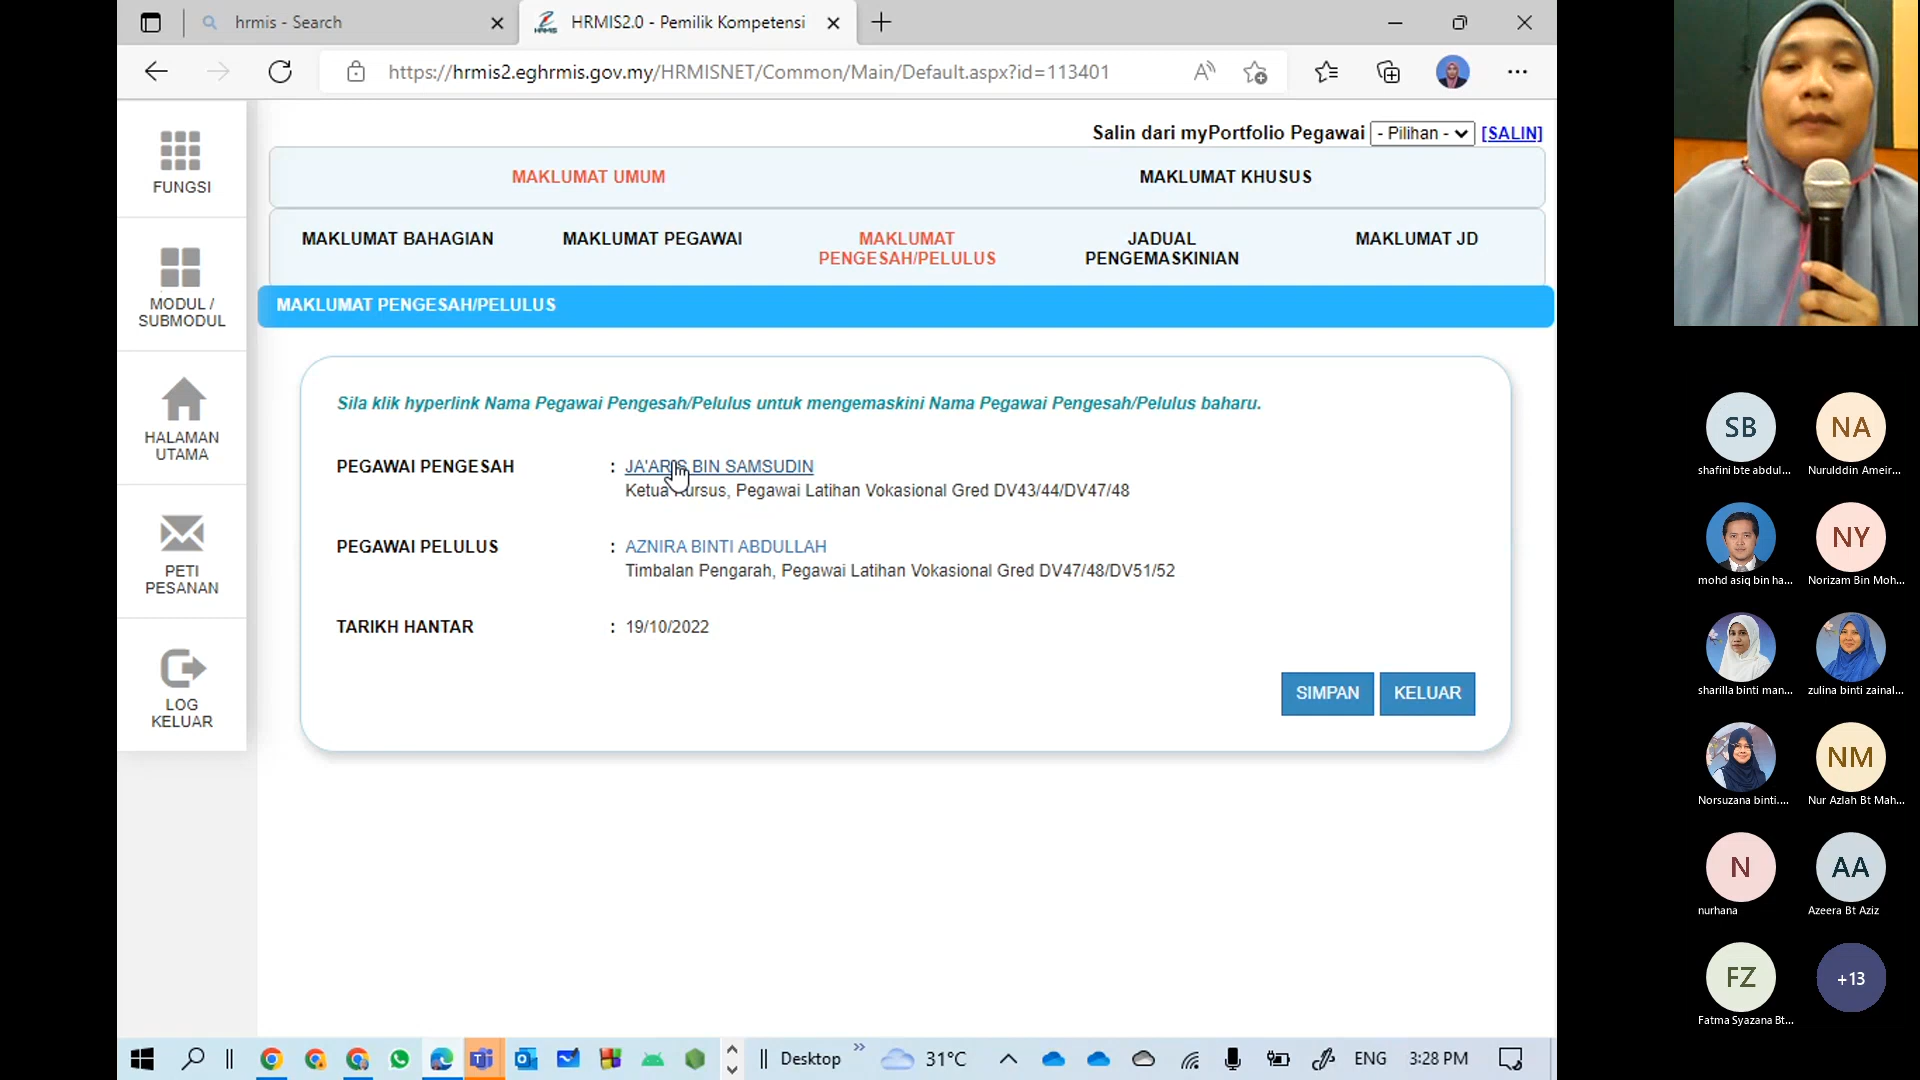 hrmis - Search
HRMIS2.0 - Pemilik Kompetensi
https://hrmis2.eghrmis.gov.my/HRMISNET/Common/Main/Default.aspx?id=113401
Salin dari myPortfolio Pegawai - Pilihan - [SALIN]
MAKLUMAT UMUM
MAKLUMAT KHUSUS
MAKLUMAT BAHAGIAN
MAKLUMAT PEGAWAI
MAKLUMAT
PENGESAH/PELULUS
JADUAL
PENGEMASKINIAN
MAKLUMAT JD
MAKLUMAT PENGESAH/PELULUS
FUNGSI
MODUL /
SUBMODUL
HALAMAN
UTAMA
PETI
PESANAN
LOG
KELUAR
Sila klik hyperlink Nama Pegawai Pengesah/Pelulus untuk mengemaskini Nama Pegawai Pengesah/Pelulus baharu.
PEGAWAI PENGESAH : JA'ARIS BIN SAMSUDIN
Ketua Kursus, Pegawai Latihan Vokasional Gred DV43/44/DV47/48
PEGAWAI PELULUS : AZNIRA BINTI ABDULLAH
Timbalan Pengarah, Pegawai Latihan Vokasional Gred DV47/48/DV51/52
TARIKH HANTAR : 19/10/2022
SIMPAN KELUAR
SB
shafini bte abdul...
NA
Nurulddin Ameir...
mohd asiq bin ha...
NY
Norizam Bin Moh...
sharilla binti man...
zulina binti zainal...
Norsuzana binti....
NM
Nur Azlah Bt Mah...
N
nurhana
AA
Azeera Bt Aziz
FZ
Fatma Syazana Bt...
+13
Desktop
31°C
ENG
3:28 PM